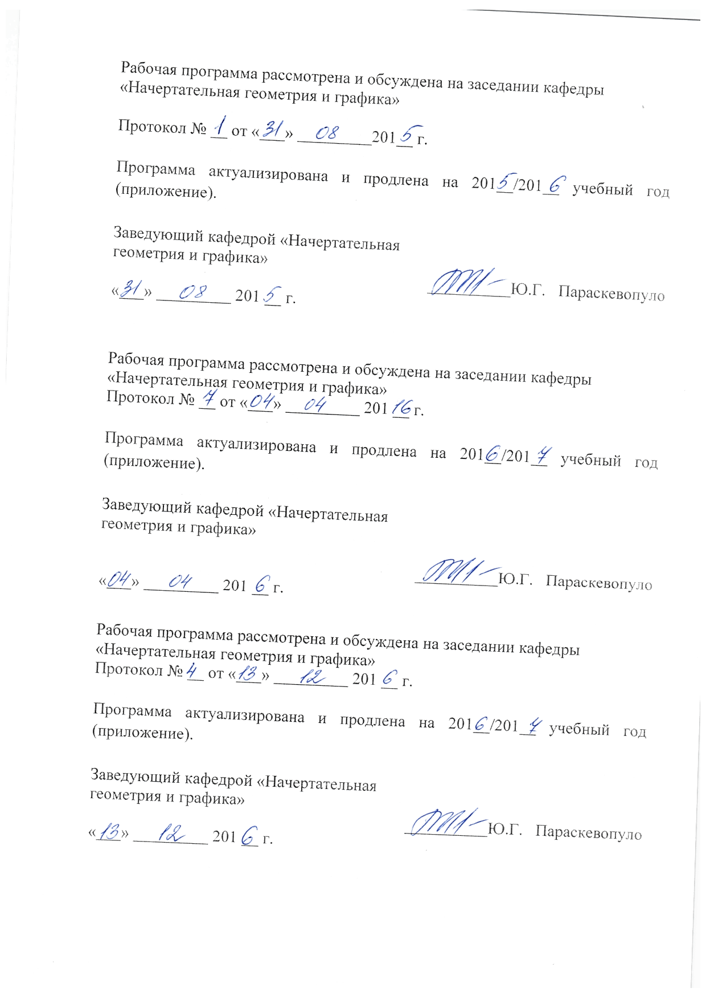 Рабочая программа рассмотрена и обсуждена на заседании кафедры
«Начертательная геометрия и графика»
Протокол № 1 от «31» 08 2015 г.
Программа актуализирована и продлена на 2015/2016 учебный год
(приложение).
Заведующий кафедрой «Начертательная
геометрия и графика»
«31» 08 2015 г. Ю.Г. Параскевопуло
Рабочая программа рассмотрена и обсуждена на заседании кафедры
«Начертательная геометрия и графика»
Протокол № 7 от «04» 04 201 16 г.
Программа актуализирована и продлена на 2016/2017 учебный год
(приложение).
Заведующий кафедрой «Начертательная
геометрия и графика»
«04» 04 201 6 г. Ю.Г. Параскевопуло
Рабочая программа рассмотрена и обсуждена на заседании кафедры
«Начертательная геометрия и графика»
Протокол № 4 от «13» 12 201 6 г.
Программа актуализирована и продлена на 2016/2017 учебный год
(приложение).
Заведующий кафедрой «Начертательная
геометрия и графика»
«13» 12 201 6 г. Ю.Г. Параскевопуло